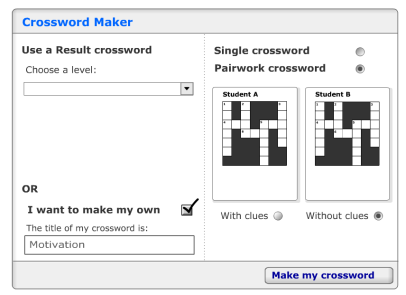 Crossword Maker
Use a Result crossword
Choose a level:
OR
I want to make my own
The title of my crossword is:
Motivation
Single crossword
Pairwork crossword
Student A
Student B
With clues
Without clues
Make my crossword